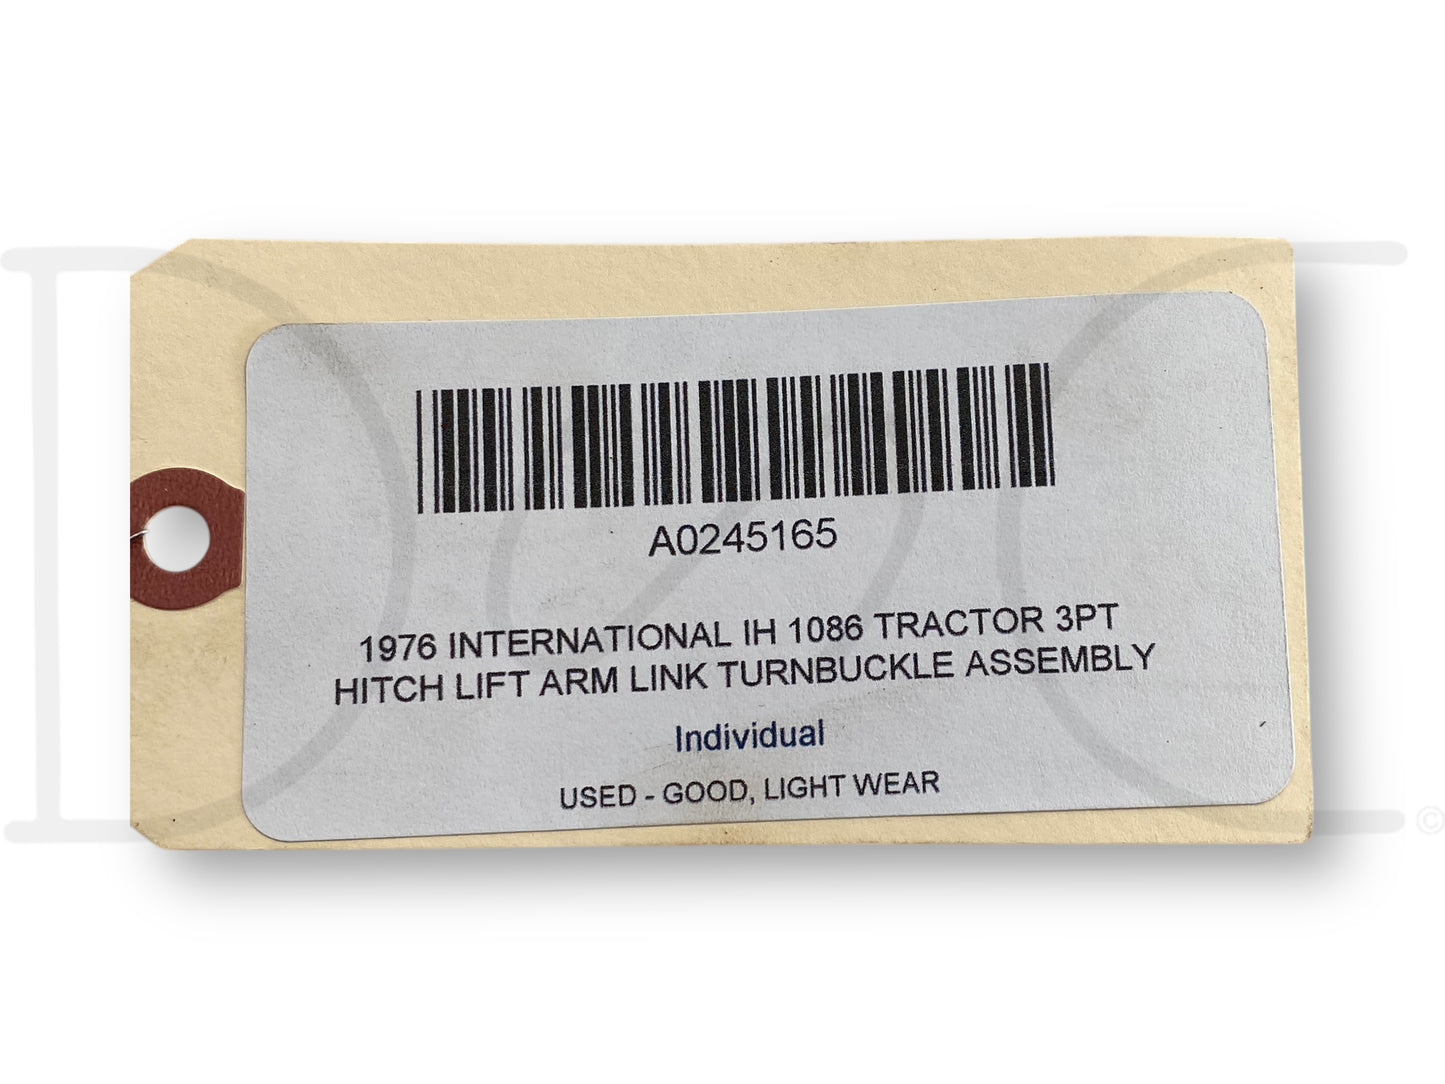 A0245165
1976 INTERNATIONAL IH 1086 TRACTOR 3PT
HITCH LIFT ARM LINK TURNBUCKLE ASSEMBLY
Individual
USED - GOOD, LIGHT WEAR
©